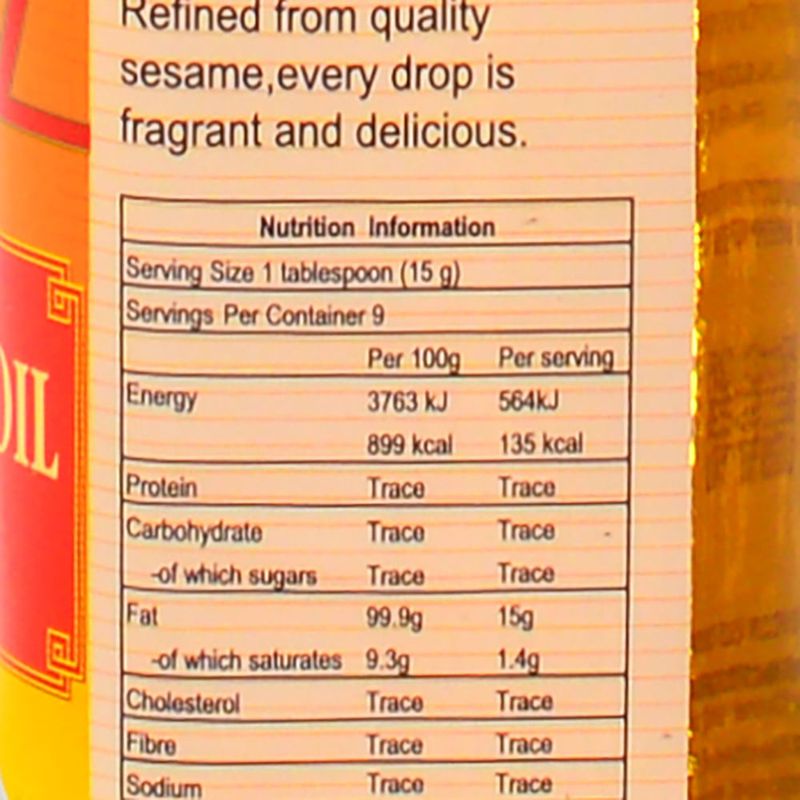 Refined from quality
sesame,every drop is
fragrant and delicious.
Nutrition Information
Serving Size 1 tablespoon (15 g)
Servings Per Container 9
Per 100g Per serving
Energy 3763 kJ 564kJ
899 kcal 135 kcal
Protein Trace Trace
Carbohydrate Trace Trace
-of which sugars Trace Trace
Fat 99.9g 15g
-of which saturates 9.3g 1.4g
Cholesterol Trace Trace
Fibre Trace Trace
Sodium Trace Trace
OIL